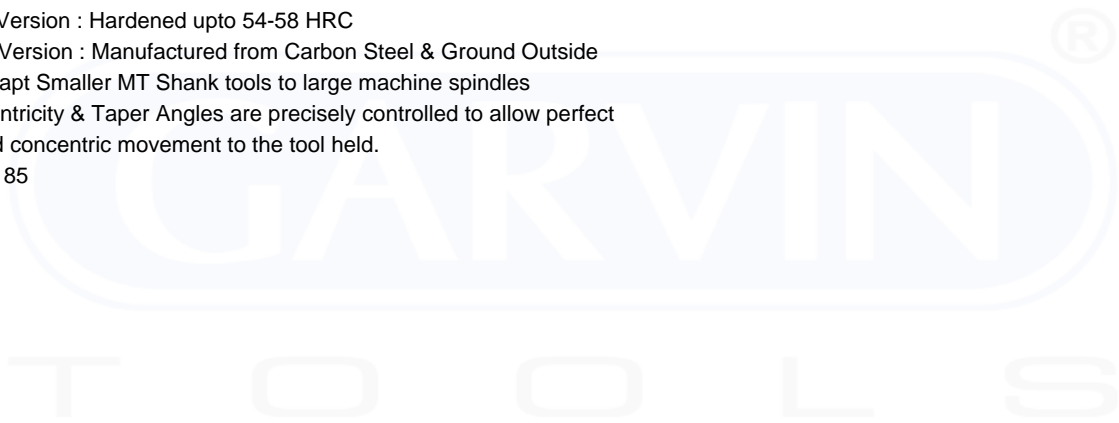 Version : Hardened upto 54-58 HRC
Version : Manufactured from Carbon Steel & Ground Outside
apt Smaller MT Shank tools to large machine spindles
ntricity & Taper Angles are precisely controlled to allow perfect
d concentric movement to the tool held.
85
GARVIN
®
TOOLS